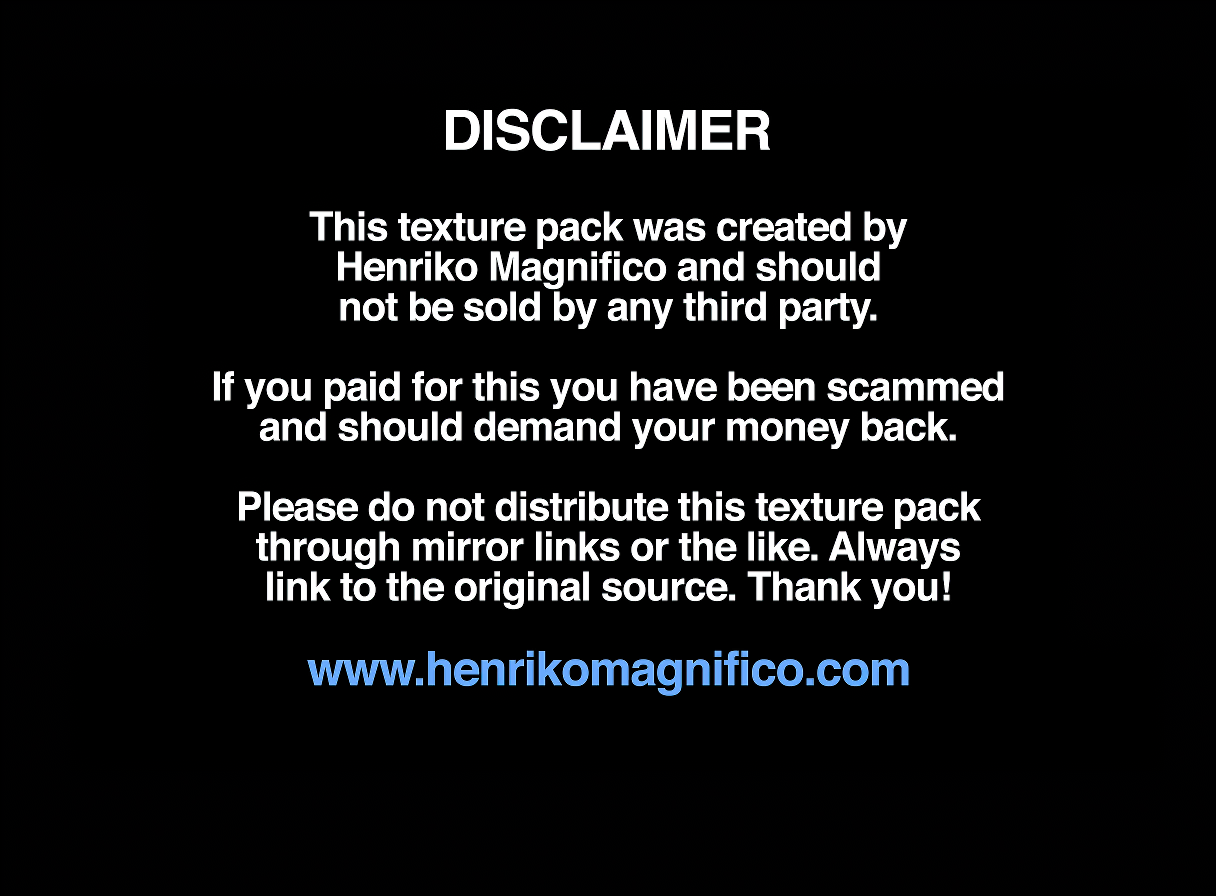 DISCLAIMER
This texture pack was created by
Henriko Magnifico and should
not be sold by any third party.
If you paid for this you have been scammed
and should demand your money back.
Please do not distribute this texture pack
through mirror links or the like. Always
link to the original source. Thank you!
www.henrikomagnifico.com